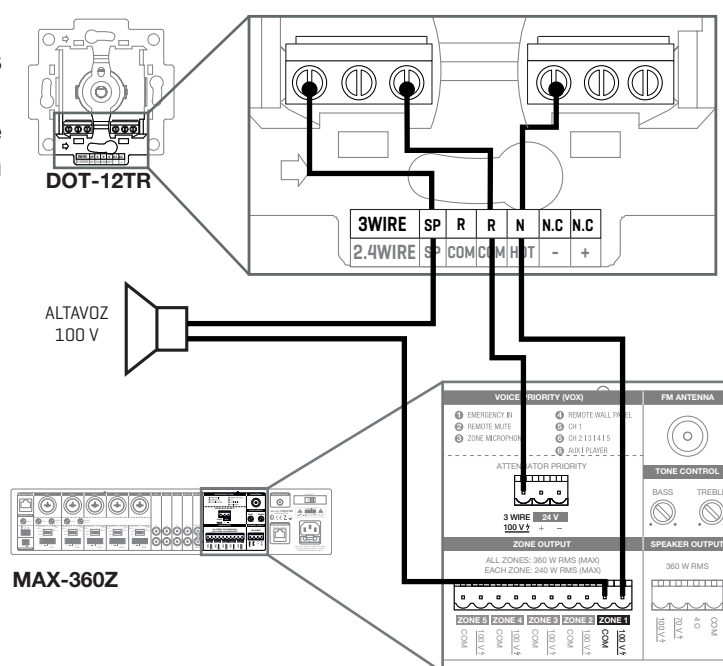 s
e
n
DOT-12TR
3WIRE SP R R N N.C N.C
2.4WIRE SP COM COM HOT - +
ALTAVOZ
100 V
VOICE PRIORITY (VOX)
FM ANTENNA
1 EMERGENCY IN
4 REMOTE WALL PANEL
2 REMOTE MUTE
5 CH 1
3 ZONE MICROPHON
6 CH 2 | 3 | 4 | 5
6 AUX | PLAYER
ATTENUATOR PRIORITY
TONE CONTROL
BASS TREBLE
3 WIRE 24 V
100 V + -
ZONE OUTPUT
SPEAKER OUTPUT
ALL ZONES: 360 W RMS (MAX)
EACH ZONE: 240 W RMS (MAX)
360 W RMS
MAX-360Z
ZONE 5 ZONE 4 ZONE 3 ZONE 2 ZONE 1
COM 100 V COM 100 V COM 100 V COM 100 V COM 100 V
100 V 70 V 4 Ω COM